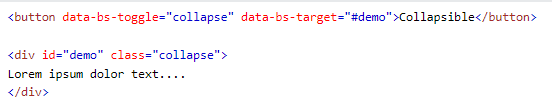 <button data-bs-toggle="collapse" data-bs-target="#demo">Collapsible</button>
<div id="demo" class="collapse">
Lorem ipsum dolor text....
</div>